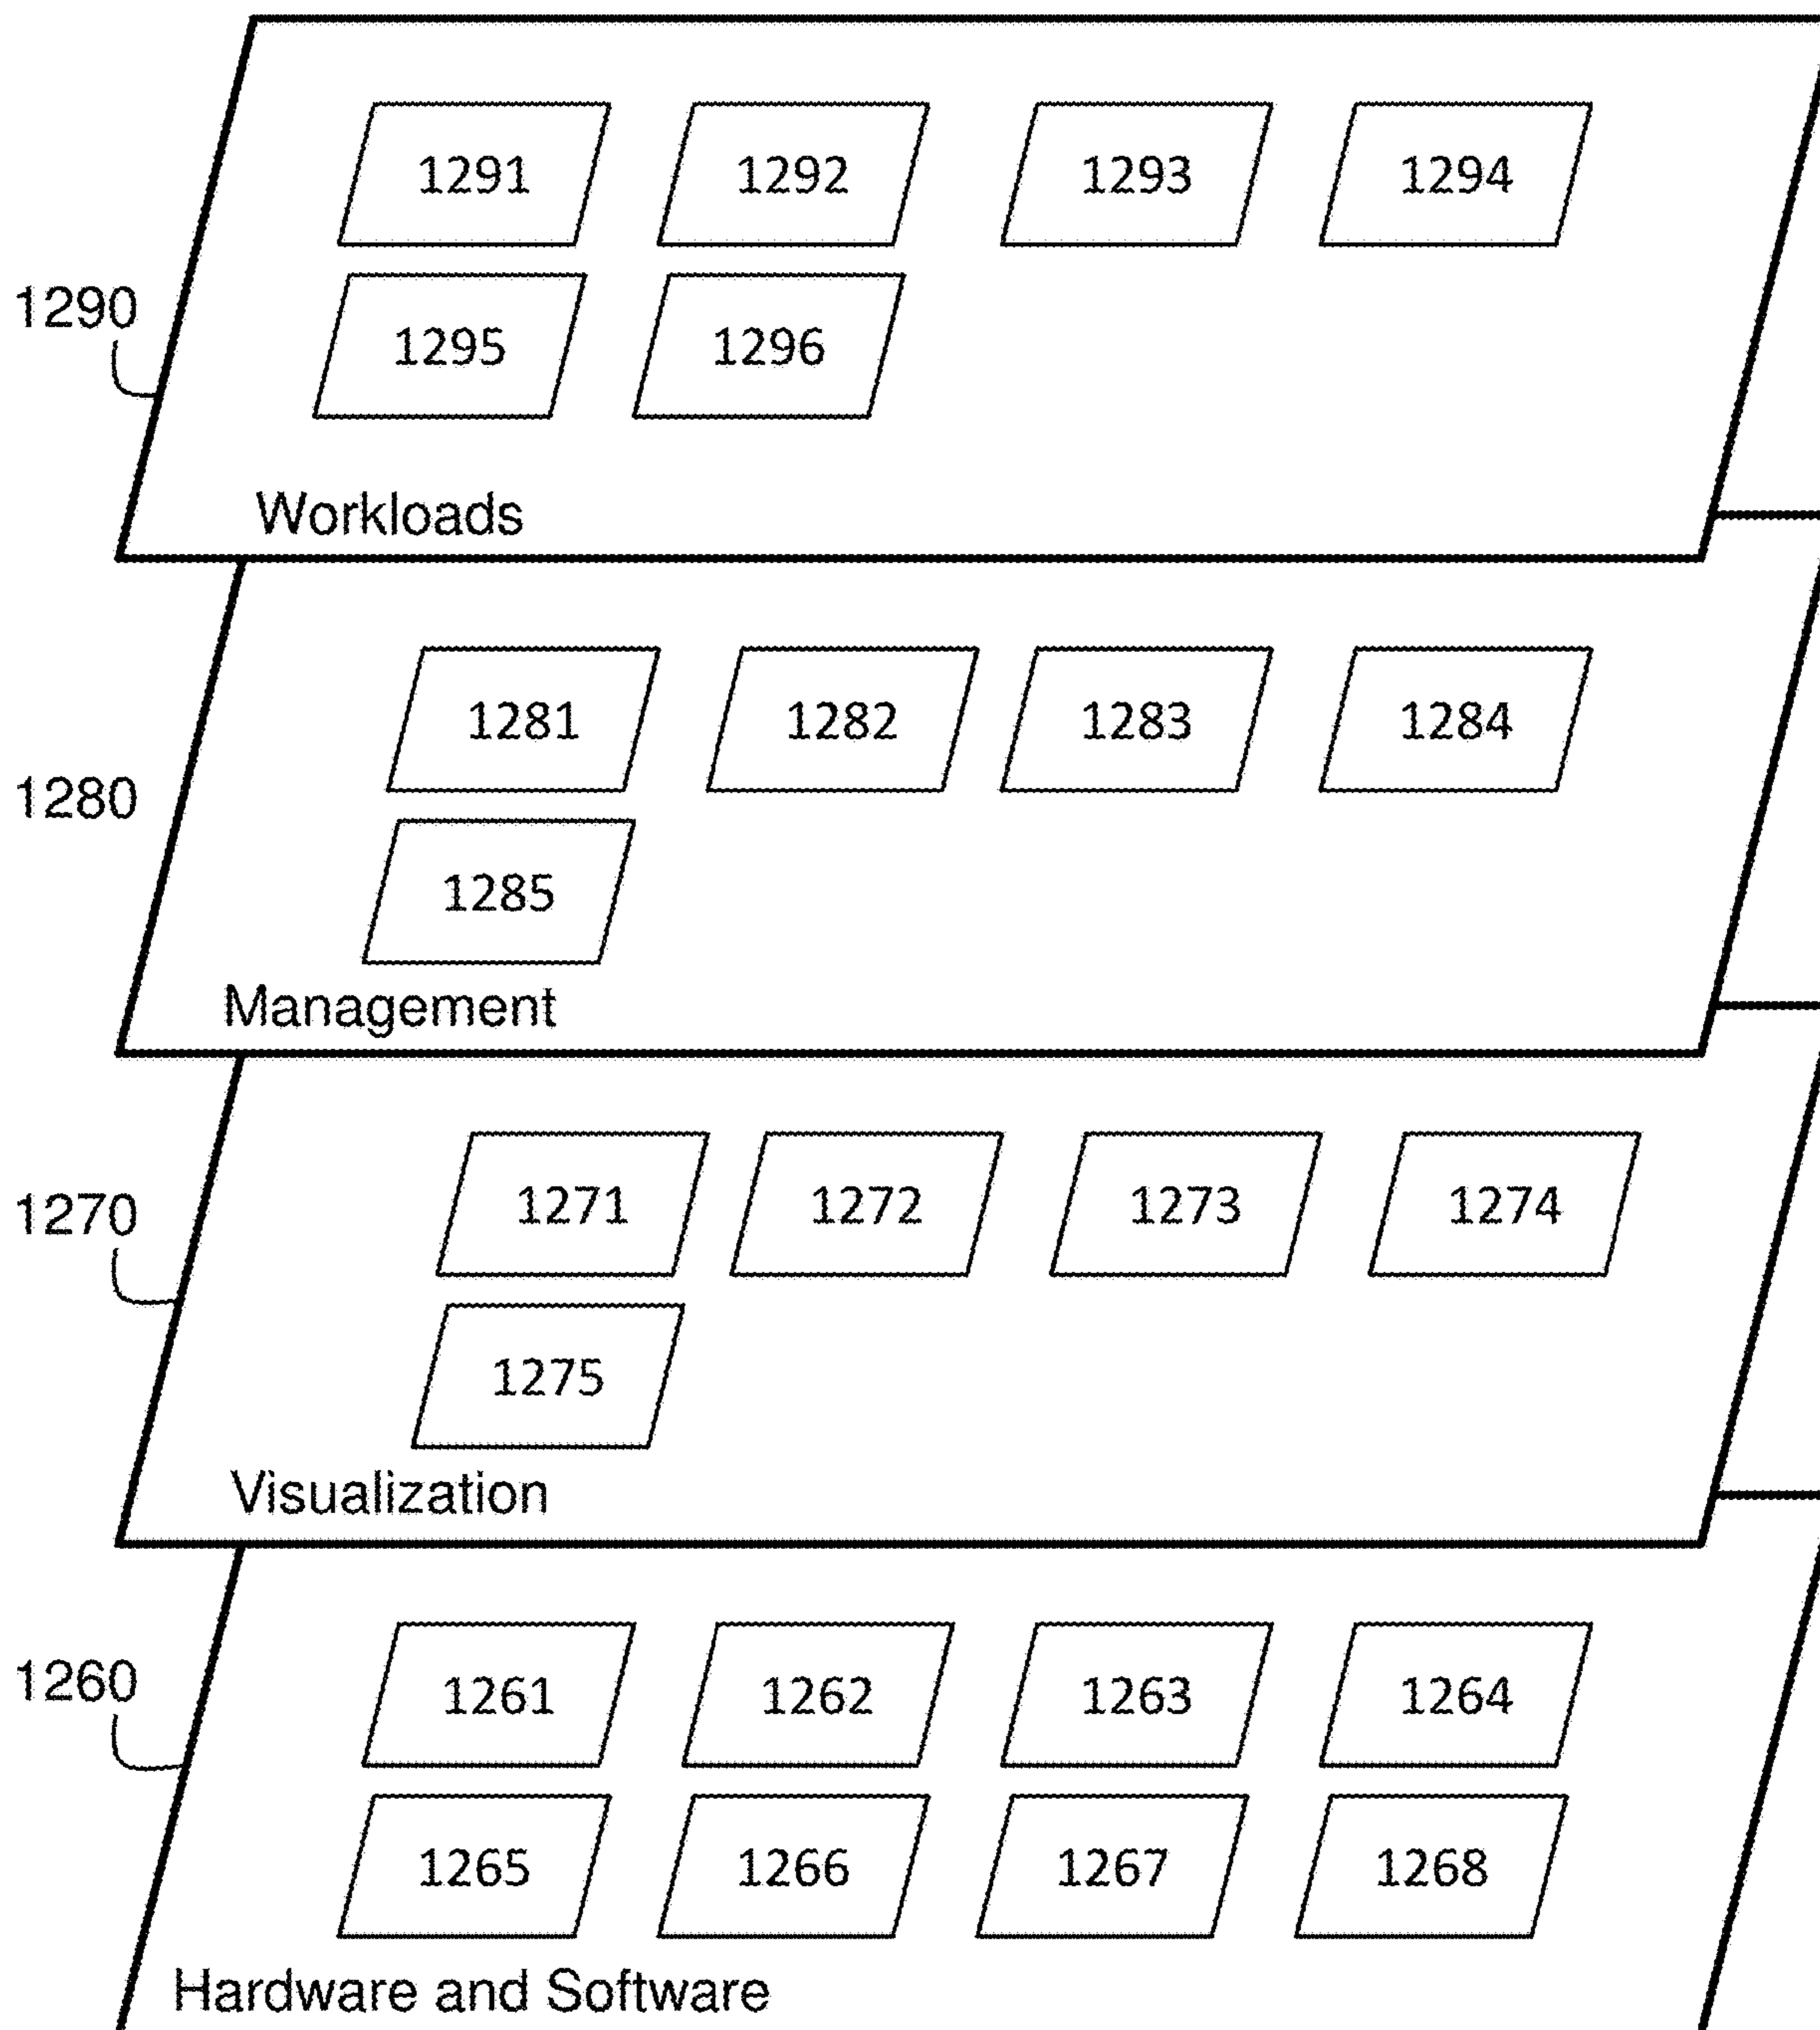 1291 1292 1293 1294
1290
1295 1296
Workloads
1281 1282 1283 1284
1280
1285
Management
1271 1272 1273 1274
1270
1275
Visualization
1261 1262 1263 1264
1260
1265 1266 1267 1268
Hardware and Software